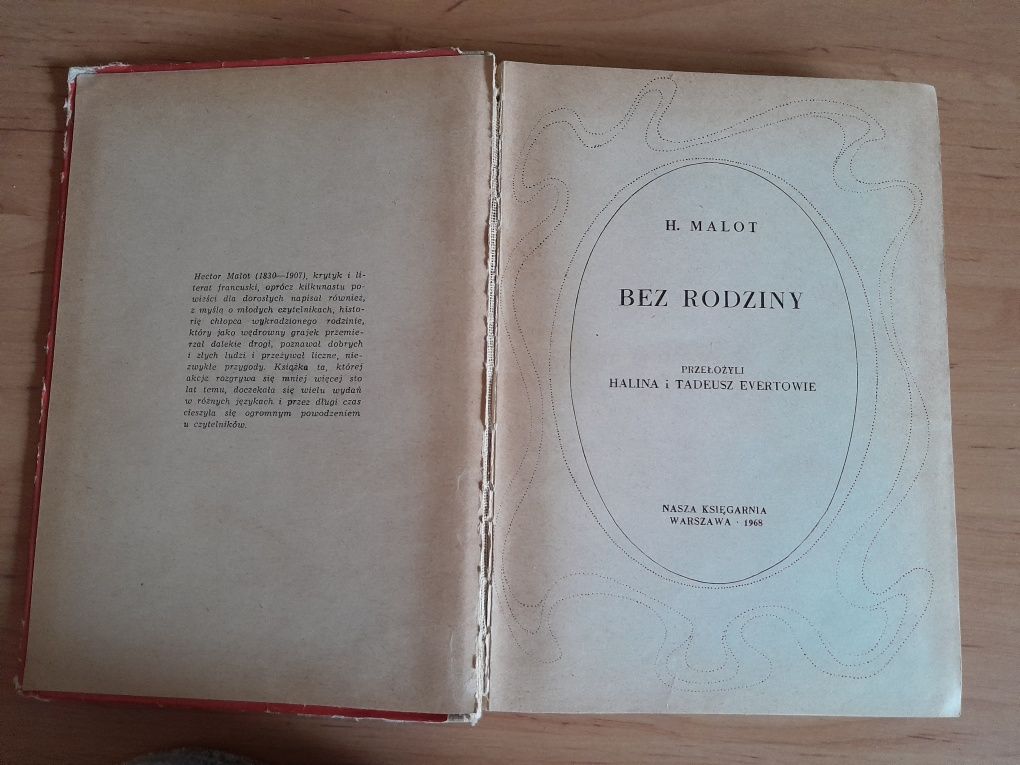 Hector Malot (1830—1907), krytyk i li-
terat francuski, oprócz kilkunastu po-
wieści dla dorosłych napisał również,
z myślą o młodych czytelnikach, histo-
rię chłopca wykradzionego rodzinie,
który jako wędrowny grajek przemie-
rzał dalekie drogi, poznawał dobrych
i złych ludzi i przeżywał liczne, nie-
zwykłe przygody. Książka ta, której
akcja rozgrywa się mniej więcej sto
lat temu, doczekała się wielu wydań
w różnych językach i przez długi czas
cieszyła się ogromnym powodzeniem
u czytelników.
H. MALOT
BEZ RODZINY
PRZEŁOŻYLI
HALINA i TADEUSZ EVERTOWIE
NASZA KSIĘGARNIA
WARSZAWA · 1968